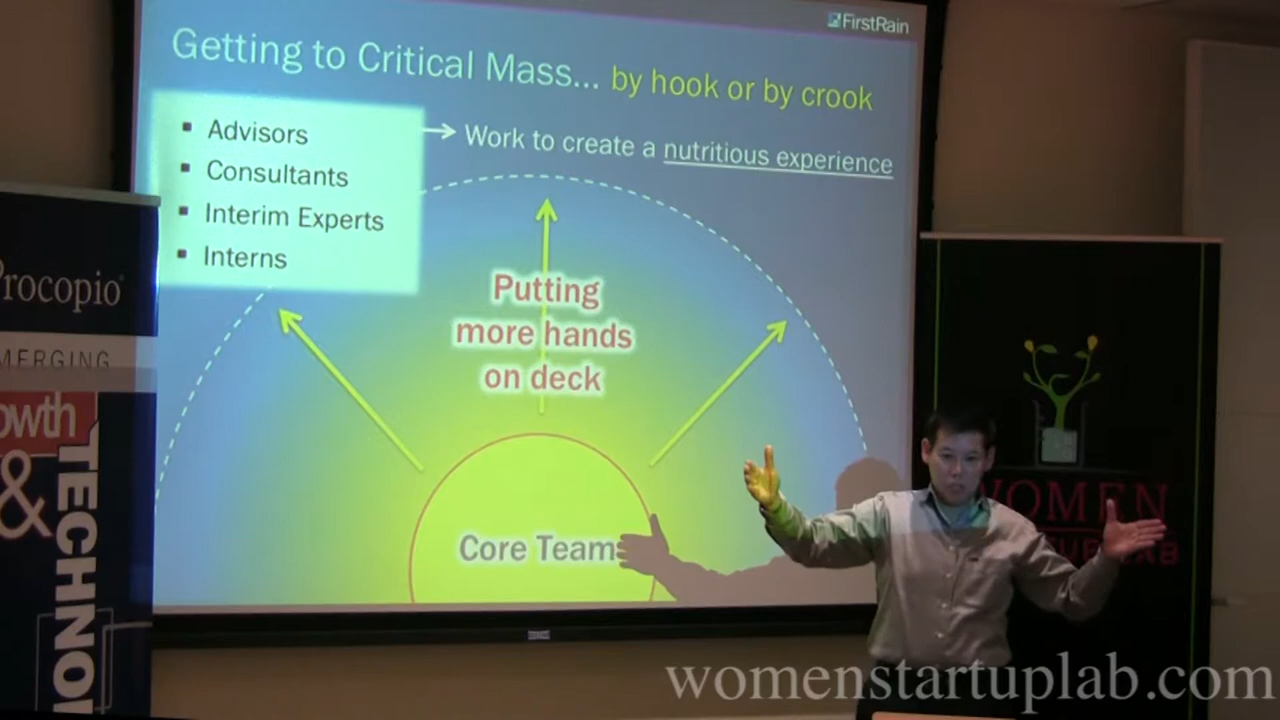 FirstRain
Getting to Critical Mass... by hook or by crook
▪ Advisors
▪ Consultants
▪ Interim Experts
▪ Interns
Work to create a nutritious experience
Putting
more hands
on deck
Core Team
Procopio
MERGING
owth
&
TECHNO
WOMEN
womenstartuplab.com